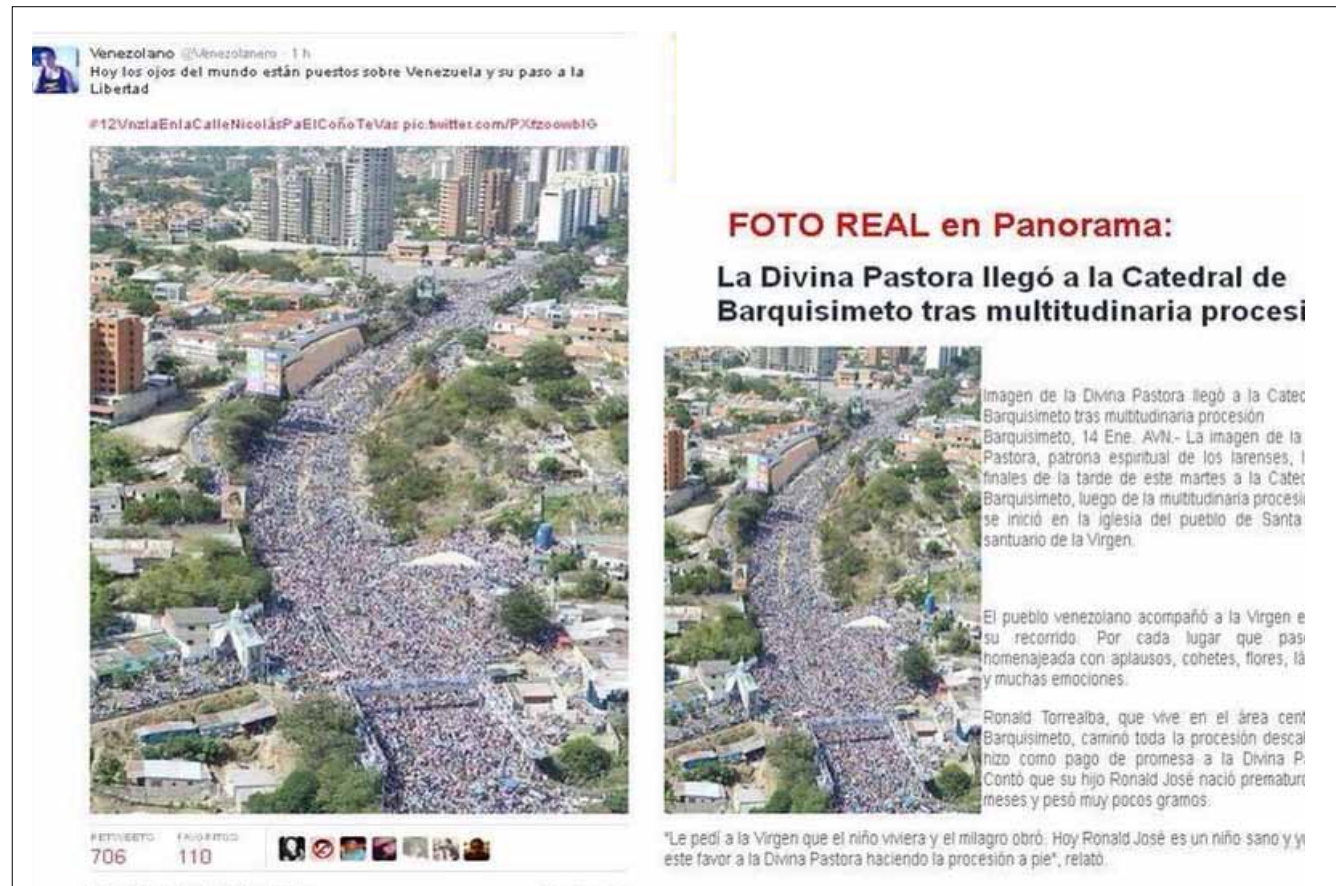 Venezolano @Venezolanero · 1 h
Hoy los ojos del mundo están puestos sobre Venezuela y su paso a la
Libertad
#12VnzlaEnlaCalleNicolásPaElCoñoTeVas
RETWEETS FAVORITOS
706 110
FOTO REAL en Panorama:
La Divina Pastora llegó a la Catedral de
Barquisimeto tras multitudinaria procesi
Imagen de la Divina Pastora llegó a la Cated
Barquisimeto tras multitudinaria procesión
Barquisimeto, 14 Ene. AVN.- La imagen de la
Pastora, patrona espiritual de los larenses, l
finales de la tarde de este martes a la Cated
Barquisimeto, luego de la multitudinaria procesi
se inició en la iglesia del pueblo de Santa
santuario de la Virgen.
El pueblo venezolano acompañó a la Virgen e
su recorrido. Por cada lugar que pas
homenajeada con aplausos, cohetes, flores, lá
y muchas emociones.
Ronald Torrealba, que vive en el área cent
Barquisimeto, caminó toda la procesión descal
hizo como pago de promesa a la Divina P
Contó que su hijo Ronald José nació prematuro
meses y pesó muy pocos gramos.
"Le pedí a la Virgen que el niño viviera y el milagro obró. Hoy Ronald José es un niño sano y y
este favor a la Divina Pastora haciendo la procesión a pie", relató.